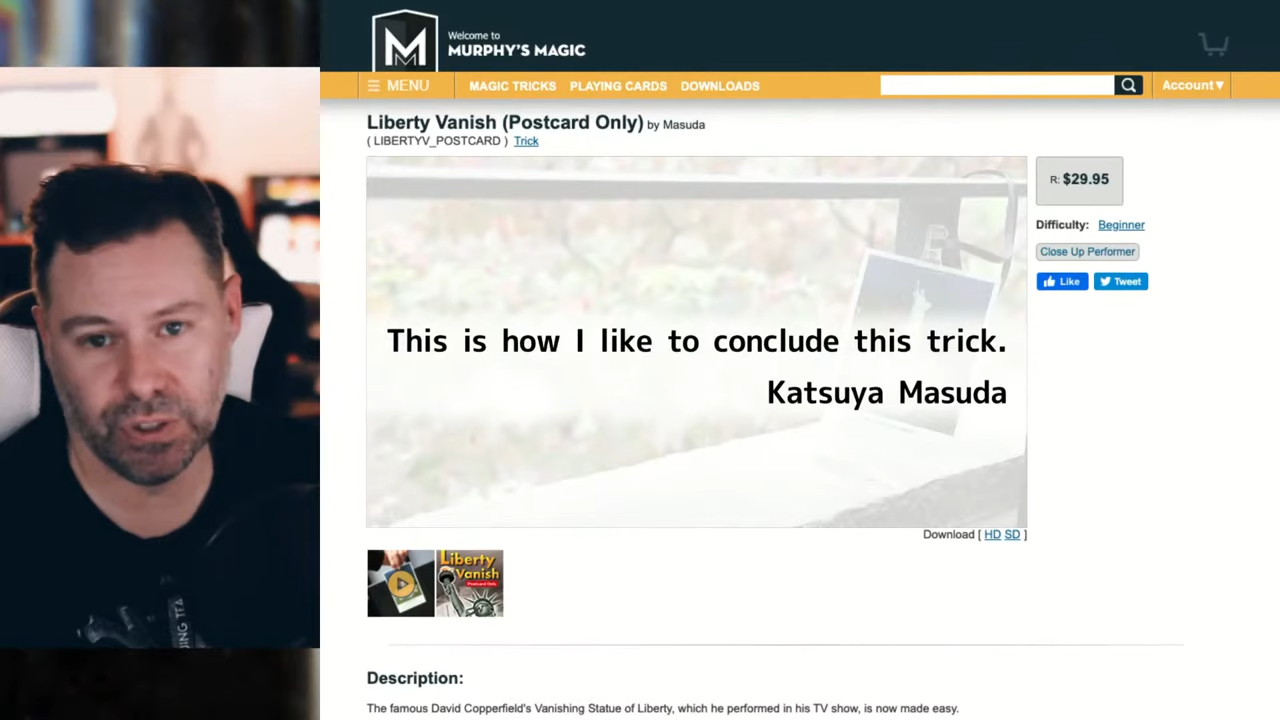 Welcome to
MURPHY'S MAGIC
☰ MENU
MAGIC TRICKS
PLAYING CARDS
DOWNLOADS
Account▼
Liberty Vanish (Postcard Only) by Masuda
( LIBERTYV_POSTCARD ) Trick
R: $29.95
Difficulty: Beginner
Close Up Performer
Like
Tweet
This is how I like to conclude this trick.
Katsuya Masuda
Download [ HD SD ]
Liberty
Vanish
Postcard Only
Description:
The famous David Copperfield's Vanishing Statue of Liberty, which he performed in his TV show, is now made easy.